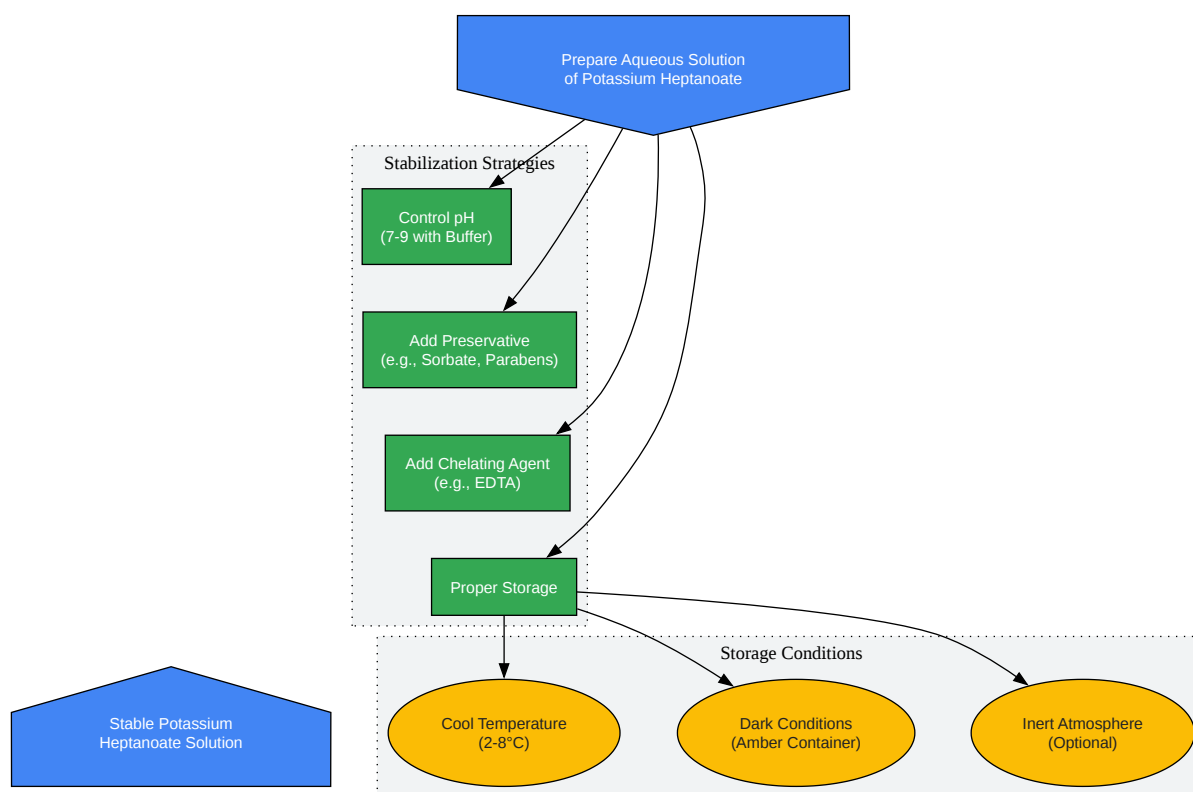 Prepare Aqueous Solution
of Potassium Heptanoate
Stabilization Strategies
Control pH
(7-9 with Buffer)
Add Preservative
(e.g., Sorbate, Parabens)
Add Chelating Agent
(e.g., EDTA)
Proper Storage
Storage Conditions
Stable Potassium
Heptanoate Solution
Cool Temperature
(2-8°C)
Dark Conditions
(Amber Container)
Inert Atmosphere
(Optional)